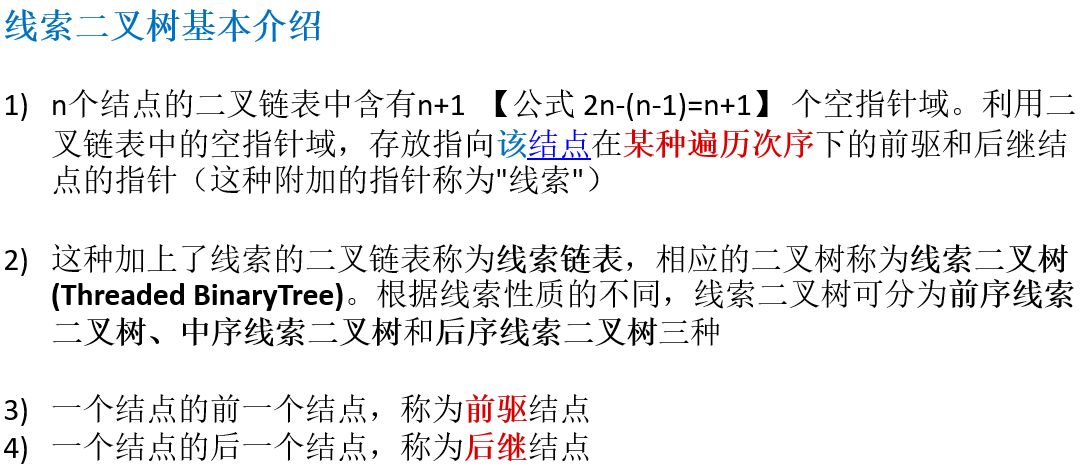 线索二叉树基本介绍
1) n个结点的二叉链表中含有n+1 【公式 2n-(n-1)=n+1】 个空指针域。利用二
叉链表中的空指针域，存放指向该结点在某种遍历次序下的前驱和后继结
点的指针（这种附加的指针称为"线索"）
2) 这种加上了线索的二叉链表称为线索链表，相应的二叉树称为线索二叉树
(Threaded BinaryTree)。根据线索性质的不同，线索二叉树可分为前序线索
二叉树、中序线索二叉树和后序线索二叉树三种
3) 一个结点的前一个结点，称为前驱结点
4) 一个结点的后一个结点，称为后继结点